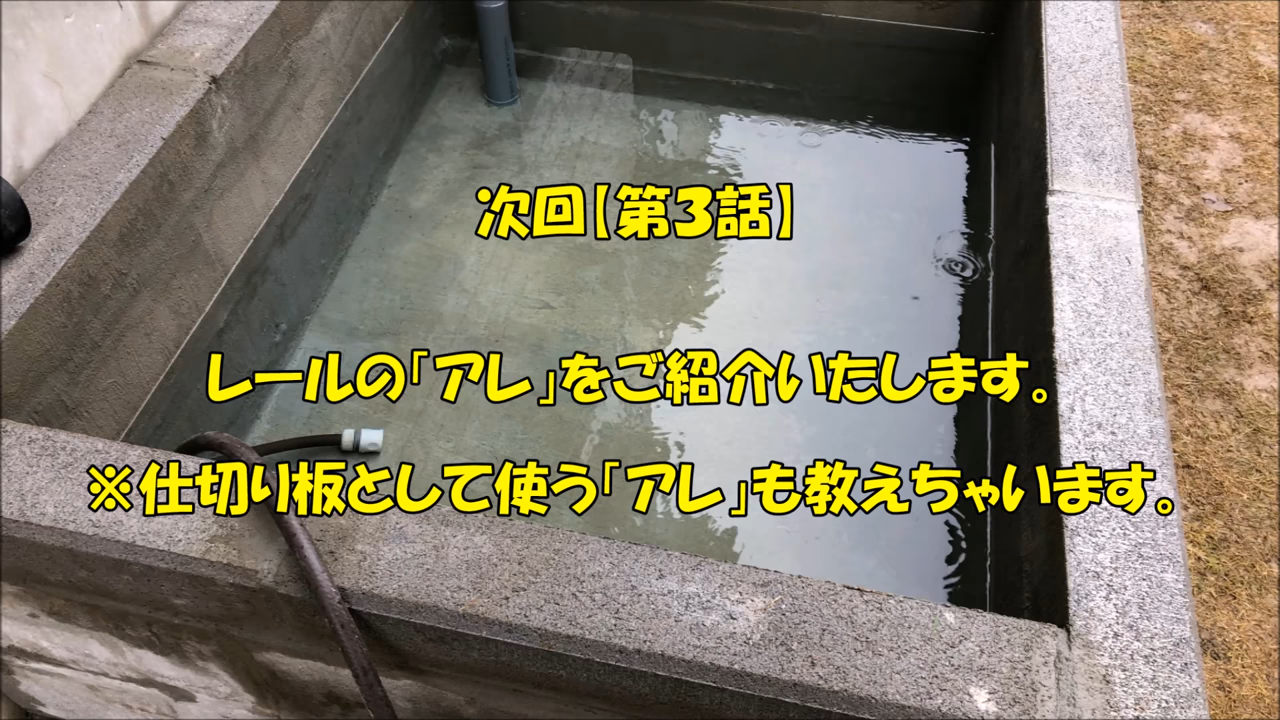 次回【第3話】
レールの「アレ」をご紹介いたします。
※仕切り板として使う「アレ」も教えちゃいます。